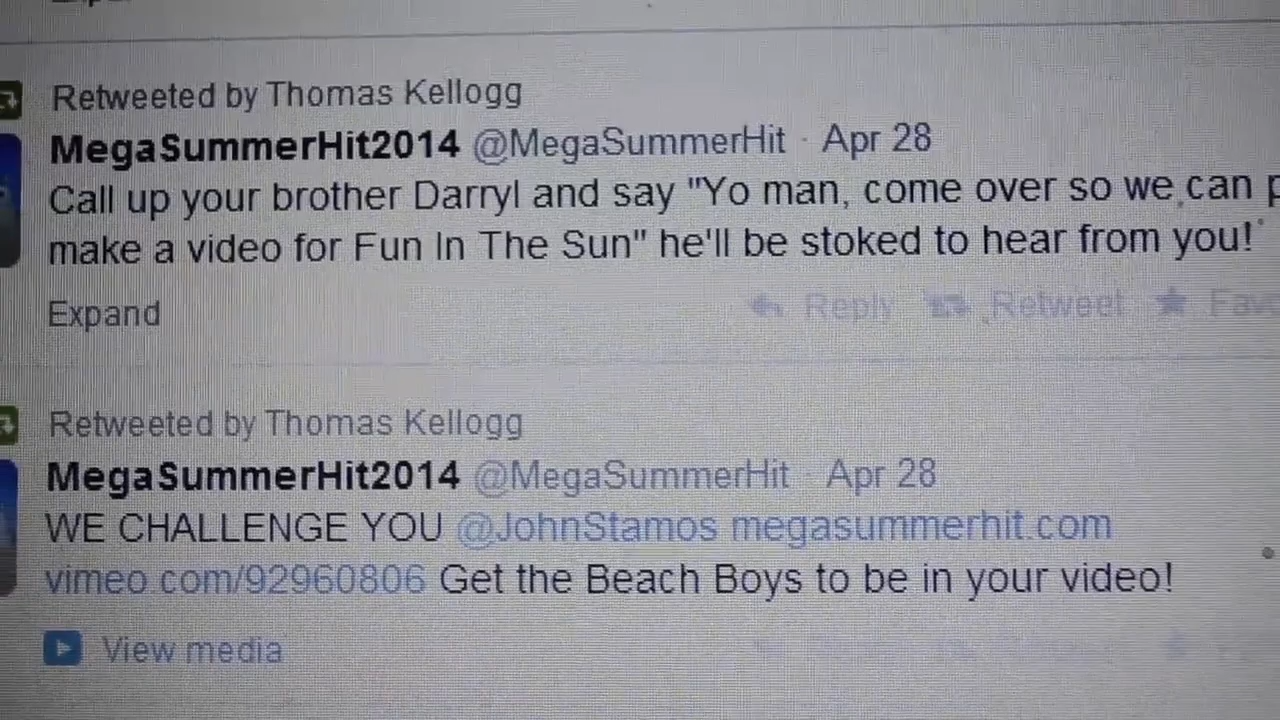 Retweeted by Thomas Kellogg
MegaSummerHit2014 @MegaSummerHit · Apr 28
Call up your brother Darryl and say "Yo man, come over so we can
make a video for Fun In The Sun" he'll be stoked to hear from you!
Expand Reply Retweet
Retweeted by Thomas Kellogg
MegaSummerHit2014 @MegaSummerHit · Apr 28
WE CHALLENGE YOU @JohnStamos megasummerhit.com
vimeo.com/92960806 Get the Beach Boys to be in your video!
View media